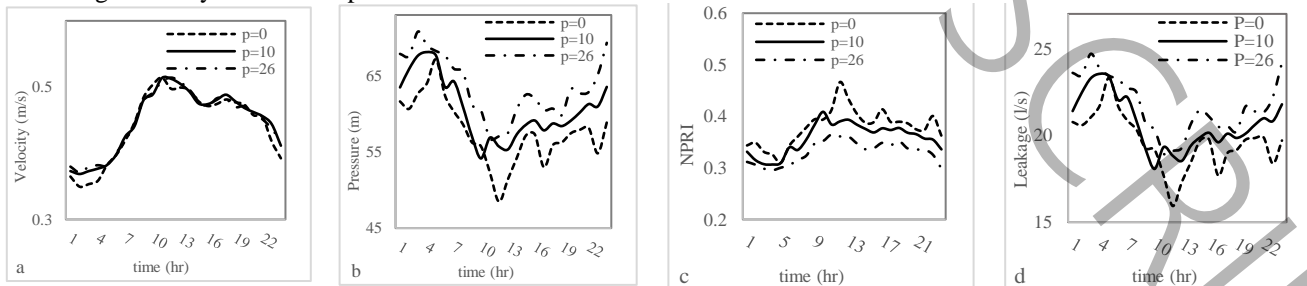 p=0
p=10
p=26
0.5
0.3
Velocity (m/s)
1 4 7 10 13 16 19 22
time (hr)
a
p=0
p=10
p=26
65
55
45
Pressure (m)
1 4 7 10 13 16 19 22
time (hr)
b
0.6
0.5
0.4
0.3
0.2
p=0
p=10
p=26
NPRI
1 5 9 13 17 21
time (hr)
c
P=0
P=10
P=26
25
20
15
Leakage (l/s)
1 4 7 10 13 16 19 22
time (hr)
d